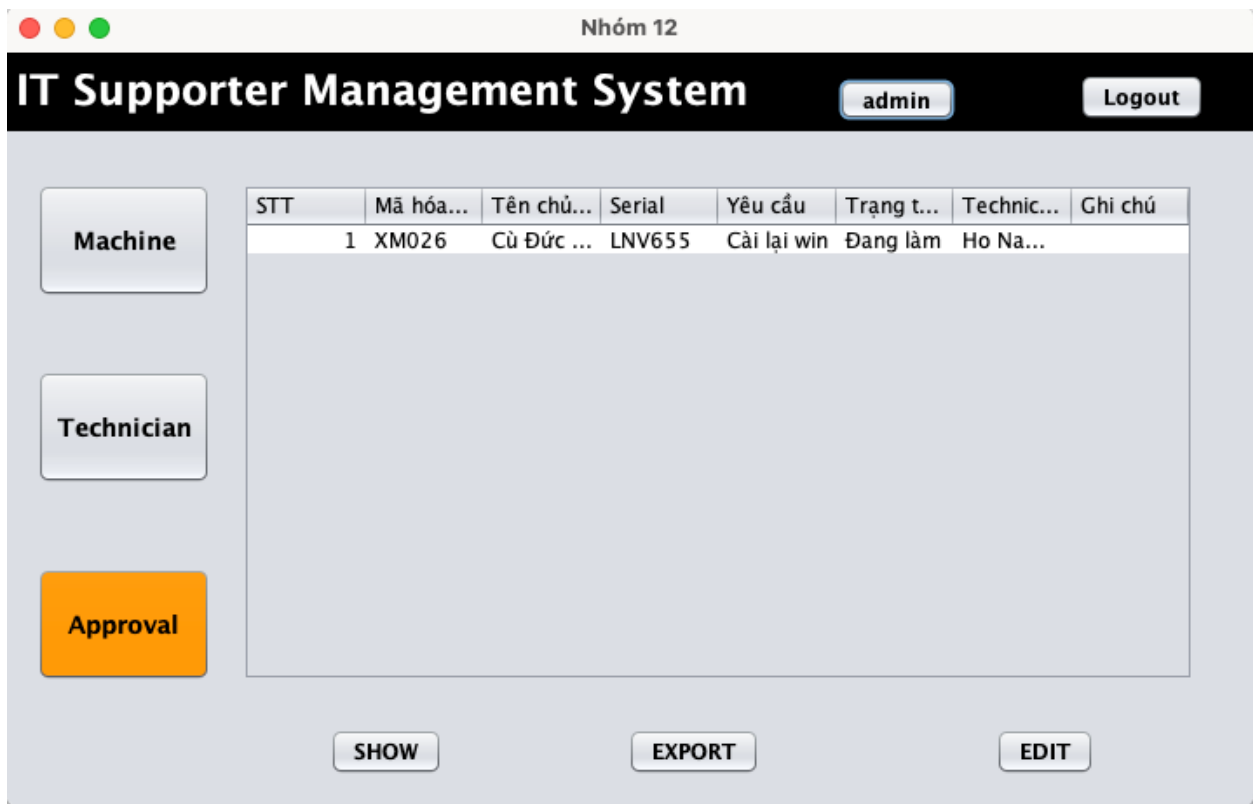 Nhóm 12
IT Supporter Management System admin Logout
Machine
Technician
Approval
STT Mã hóa... Tên chủ... Serial Yêu cầu Trạng t... Technic... Ghi chú
1 XM026 Cù Đức ... LNV655 Cài lại win Đang làm Ho Na...
SHOW EXPORT EDIT